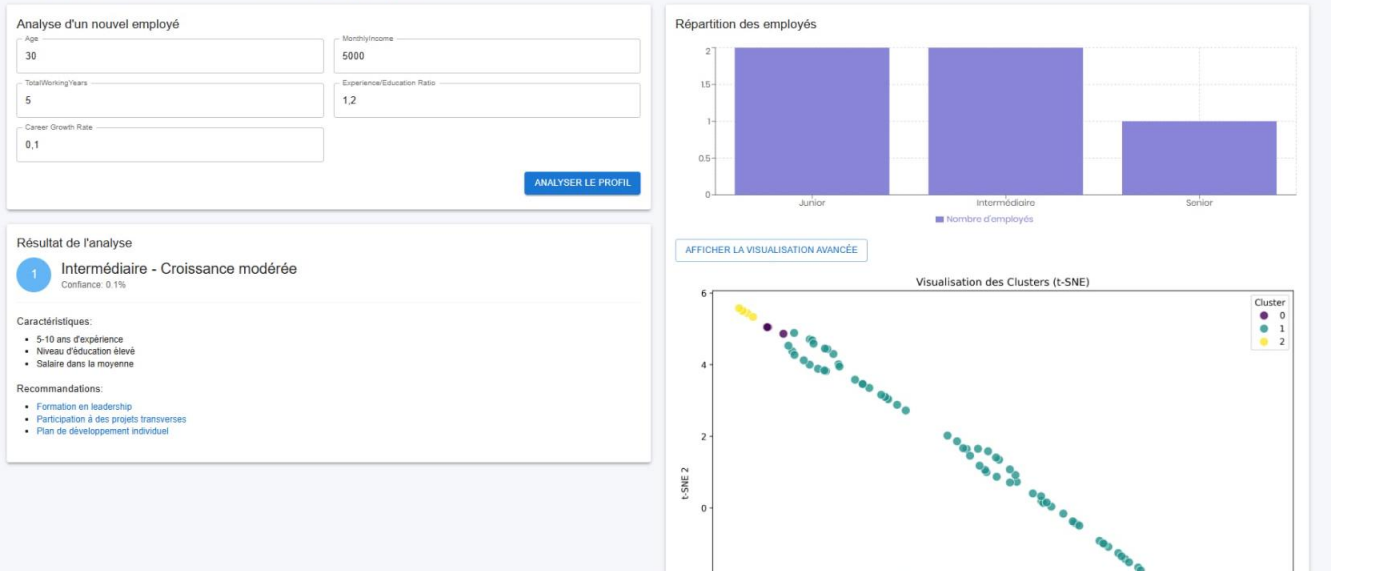 Analyse d'un nouvel employé
Age
30
MonthlyIncome
5000
TotalWorkingYears
5
Experience/Education Ratio
1,2
Career Growth Rate
0,1
ANALYSER LE PROFIL
Résultat de l'analyse
1
Intermédiaire - Croissance modérée
Confiance: 0.1%
Caractéristiques:
5-10 ans d'expérience
Niveau d'éducation élevé
Salaire dans la moyenne
Recommandations:
Formation en leadership
Participation à des projets transverses
Plan de développement individuel
Répartition des employés
2
1.5
1
0.5
0
Junior
Intermédiaire
Senior
Nombre d'employés
AFFICHER LA VISUALISATION AVANCÉE
Visualisation des Clusters (t-SNE)
6
4
2
0
t-SNE 2
Cluster
0
1
2